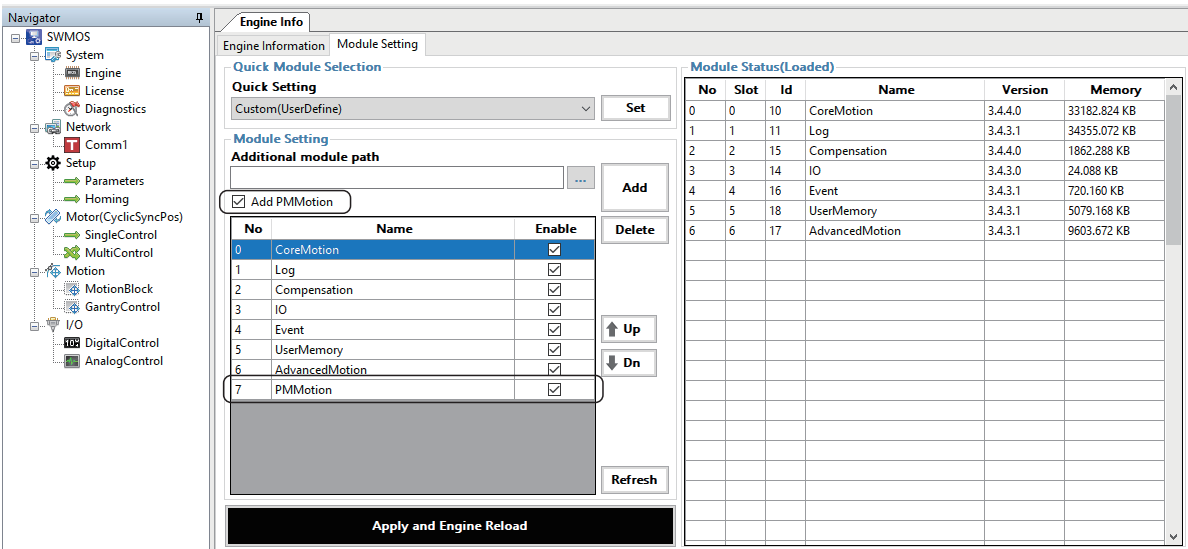 Navigator
SWMOS
System
Engine
License
Diagnostics
Network
Comm1
Setup
Parameters
Homing
Motor(CyclicSyncPos)
SingleControl
MultiControl
Motion
MotionBlock
GantryControl
I/O
DigitalControl
AnalogControl
Engine Info
Engine Information Module Setting
Quick Module Selection
Quick Setting
Custom(UserDefine) Set
Module Setting
Additional module path
... Add
Add PMMotion
No Name Enable Delete
0 CoreMotion
1 Log
2 Compensation
3 IO
4 Event
5 UserMemory
6 AdvancedMotion
7 PMMotion
Up
Dn
Refresh
Apply and Engine Reload
Module Status(Loaded)
No Slot Id Name Version Memory
0 0 10 CoreMotion 3.4.4.0 33182.824 KB
1 1 11 Log 3.4.3.1 34355.072 KB
2 2 15 Compensation 3.4.4.0 1862.288 KB
3 3 14 IO 3.4.3.0 24.088 KB
4 4 16 Event 3.4.3.1 720.160 KB
5 5 18 UserMemory 3.4.3.1 5079.168 KB
6 6 17 AdvancedMotion 3.4.3.1 9603.672 KB